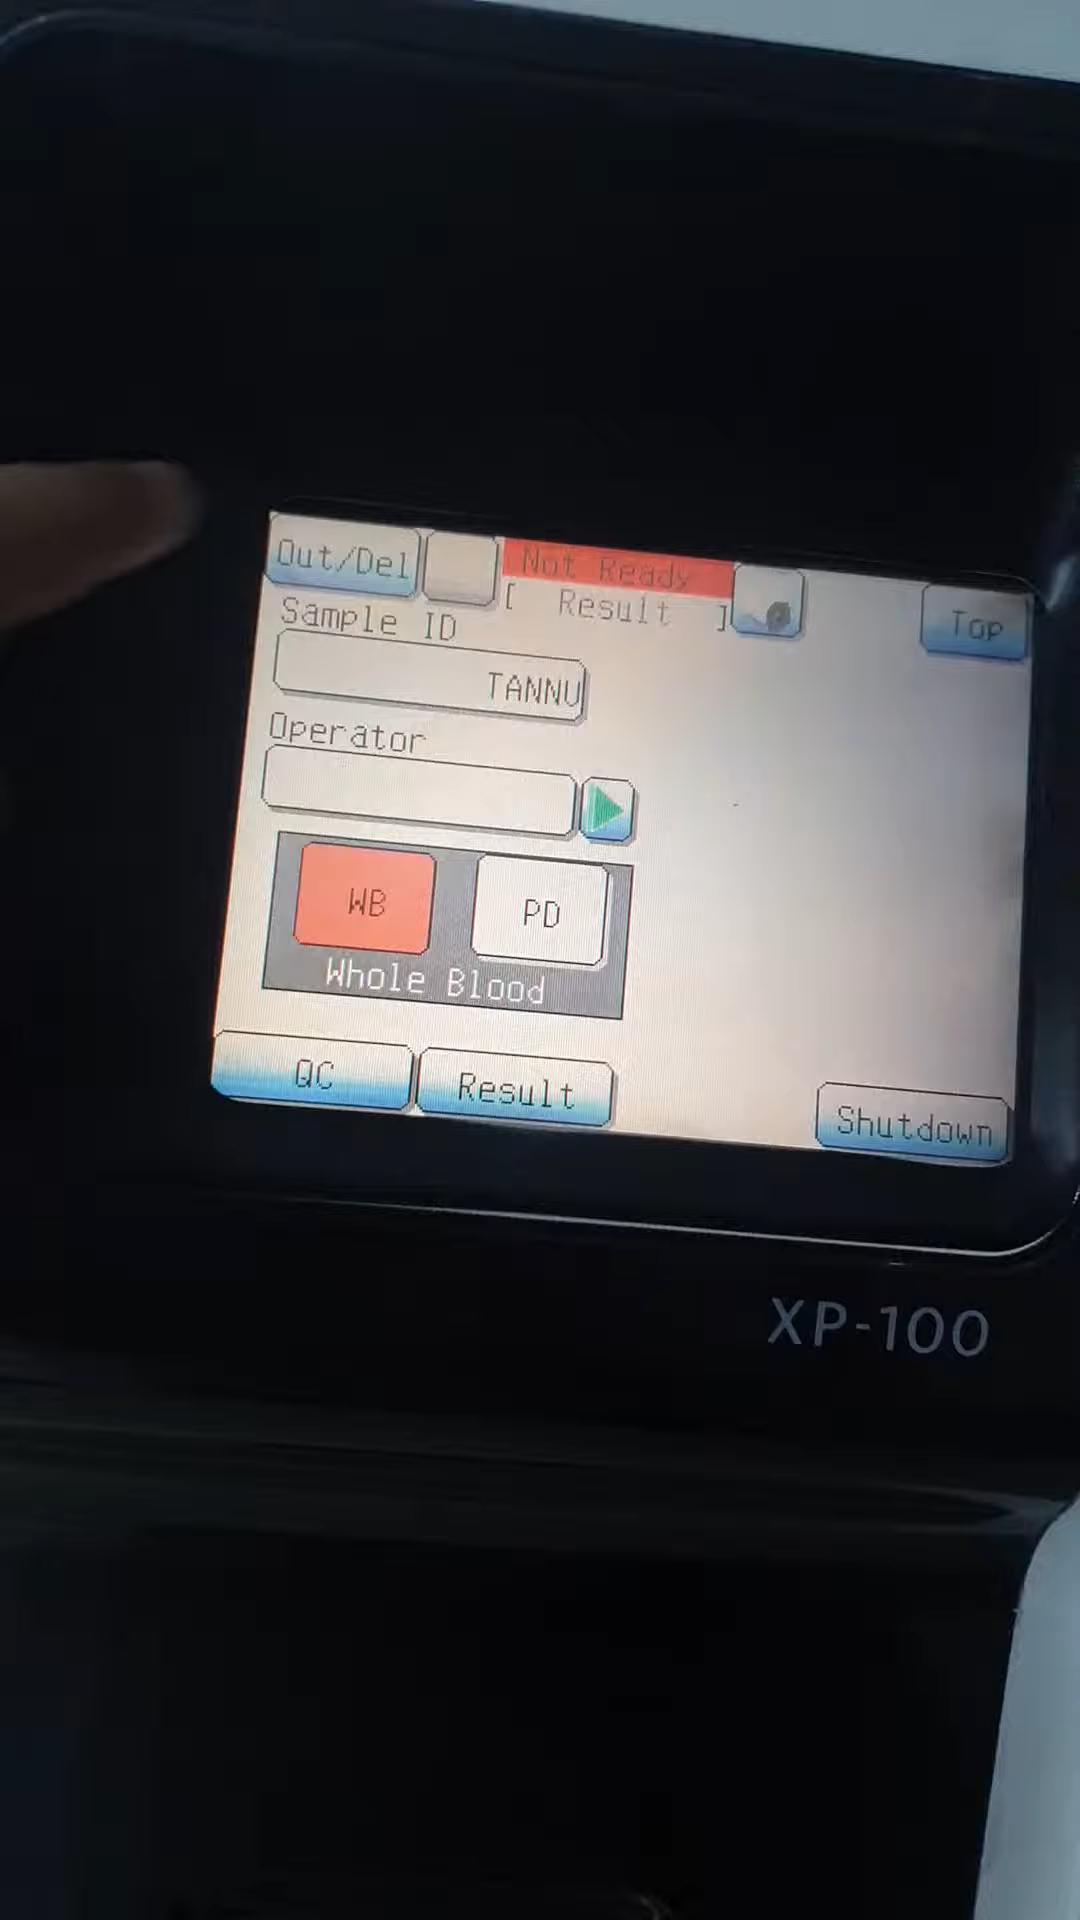 Out/Del
Not Ready
[ Result ]
Top
Sample ID
TANNU
Operator
WB
PD
Whole Blood
QC
Result
Shutdown
XP-100